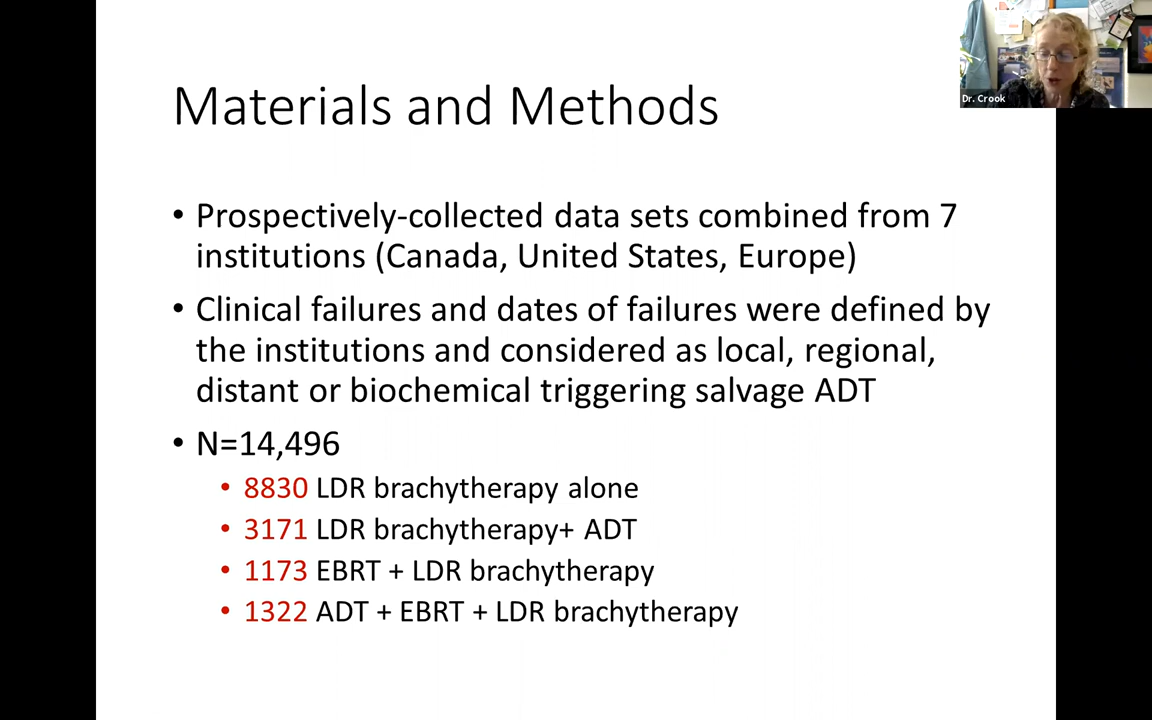 Dr. Crook
Materials and Methods
• Prospectively-collected data sets combined from 7
institutions (Canada, United States, Europe)
• Clinical failures and dates of failures were defined by
the institutions and considered as local, regional,
distant or biochemical triggering salvage ADT
• N=14,496
• 8830 LDR brachytherapy alone
• 3171 LDR brachytherapy+ ADT
• 1173 EBRT + LDR brachytherapy
• 1322 ADT + EBRT + LDR brachytherapy